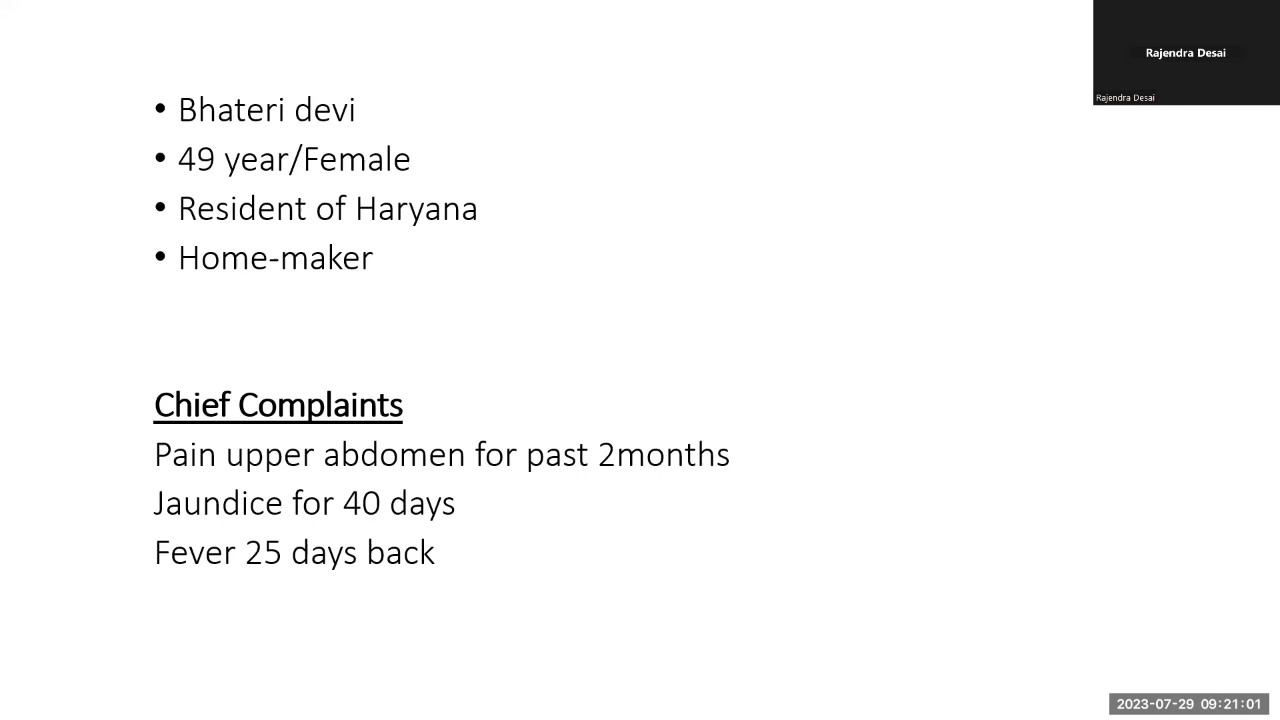 Rajendra Desai
Rajendra Desai
• Bhateri devi
• 49 year/Female
• Resident of Haryana
• Home-maker
Chief Complaints
Pain upper abdomen for past 2months
Jaundice for 40 days
Fever 25 days back
2023-07-29 09:21:01